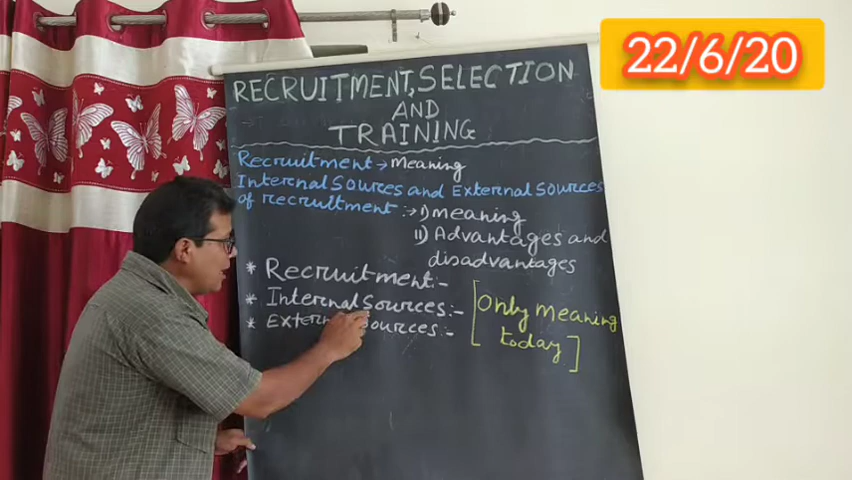 22/6/20
RECRUITMENT, SELECTION
AND
TRAINING
Recruitment → Meaning
Internal Sources and External Sources
of recruitment :→ i) meaning
ii) Advantages and
disadvantages
* Recruitment:-
* Internal Sources:-
* External Sources:-
[Only Meaning
today]